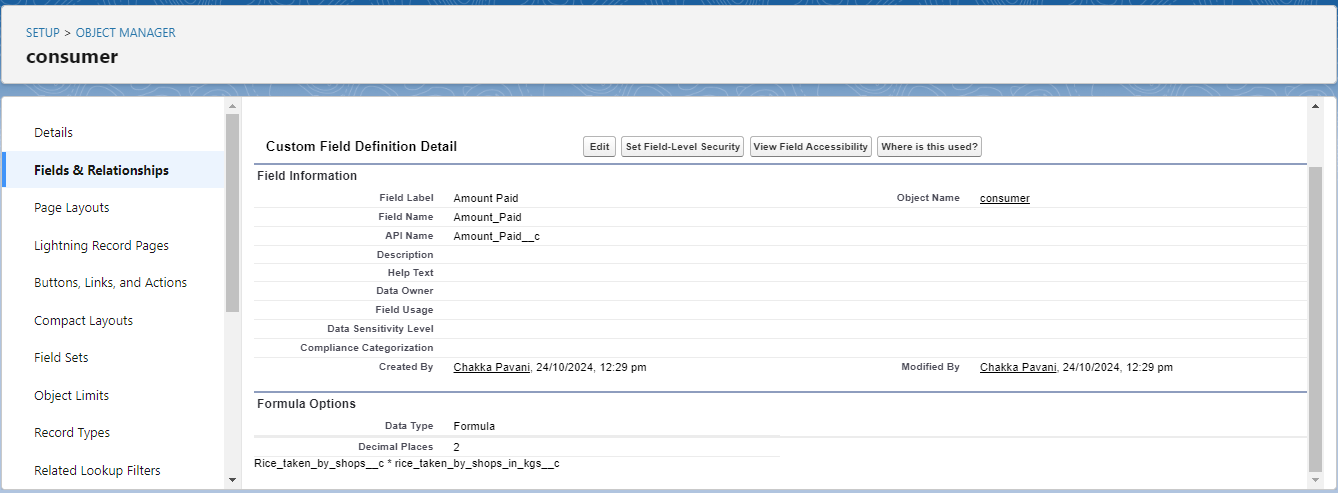 SETUP > OBJECT MANAGER
consumer
Details
Fields & Relationships
Page Layouts
Lightning Record Pages
Buttons, Links, and Actions
Compact Layouts
Field Sets
Object Limits
Record Types
Related Lookup Filters
Custom Field Definition Detail Edit Set Field-Level Security View Field Accessibility Where is this used?
Field Information
Field Label Amount Paid Object Name consumer
Field Name Amount_Paid
API Name Amount_Paid__c
Description
Help Text
Data Owner
Field Usage
Data Sensitivity Level
Compliance Categorization
Created By Chakka Pavani, 24/10/2024, 12:29 pm Modified By Chakka Pavani, 24/10/2024, 12:29 pm
Formula Options
Data Type Formula
Decimal Places 2
Rice_taken_by_shops__c * rice_taken_by_shops_in_kgs__c